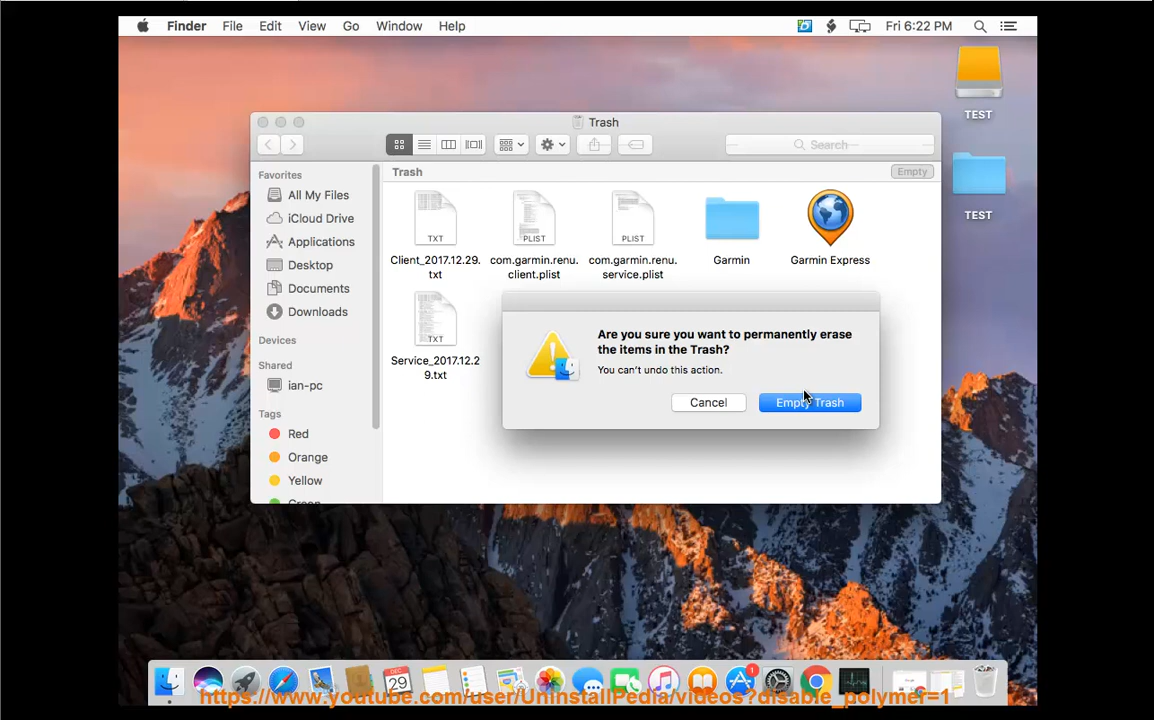 Finder File Edit View Go Window Help Fri 6:22 PM
TEST
TEST
Trash
Search
Favorites
All My Files
iCloud Drive
Applications
Desktop
Documents
Downloads
Devices
Shared
ian-pc
Tags
Red
Orange
Yellow
Green
Trash Empty
TXT PLIST PLIST
Client_2017.12.29.
txt
com.garmin.renu.
client.plist
com.garmin.renu.
service.plist
Garmin
Garmin Express
TXT
Service_2017.12.2
9.txt
Are you sure you want to permanently erase
the items in the Trash?
You can't undo this action.
Cancel Empty Trash
DEC
29
1
https://www.youtube.com/user/UninstallPedia/videos?disable_polymer=1